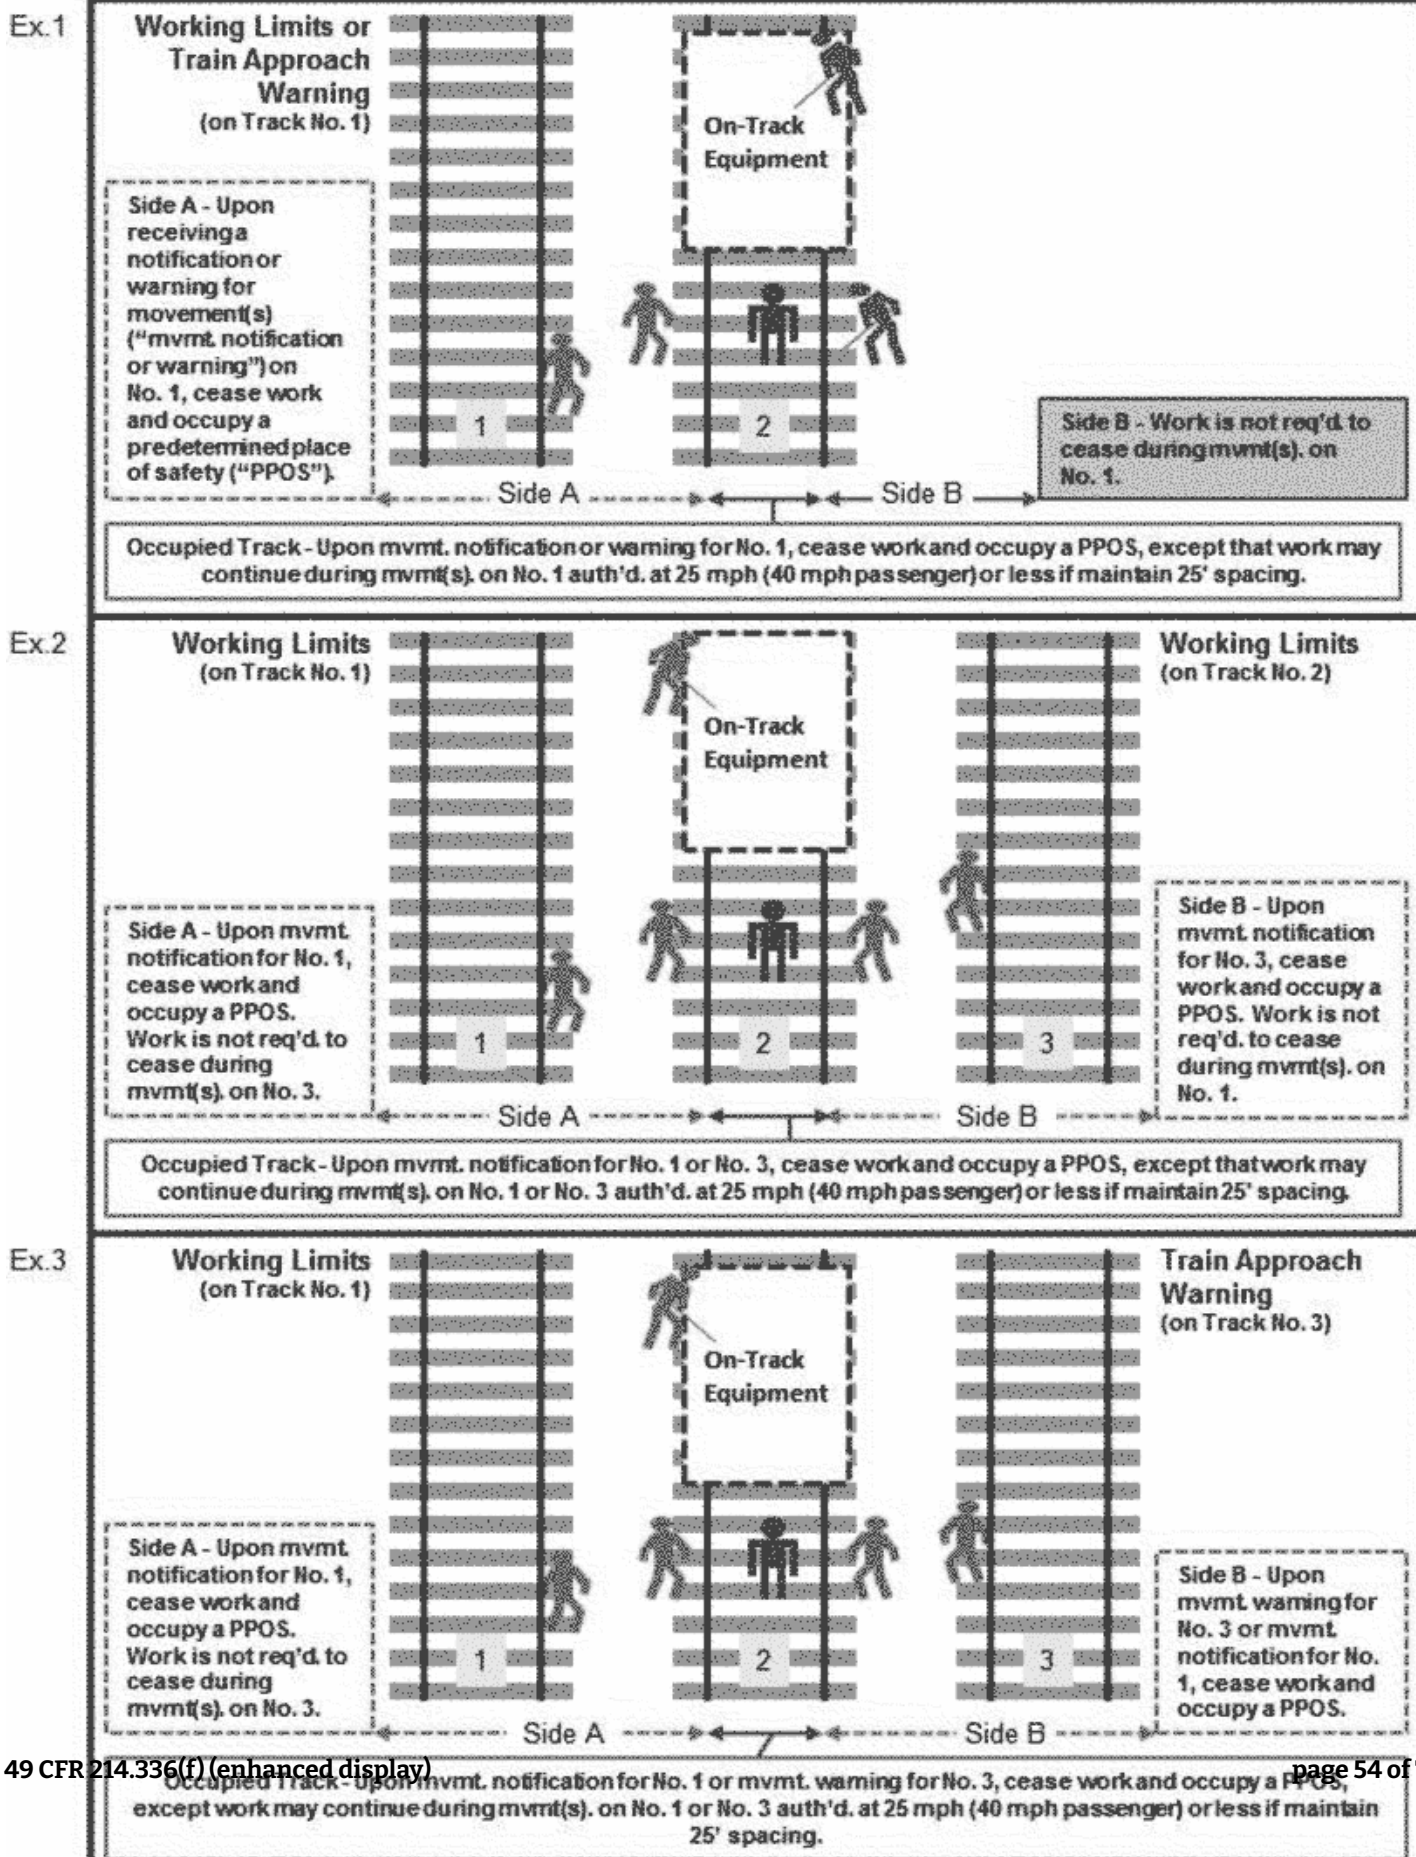 Ex.1
Working Limits or
Train Approach
Warning
(on Track No. 1)
On-Track
Equipment
Side A - Upon
receiving a
notification or
warning for
movement(s)
("mvmt. notification
or warning") on
No. 1, cease work
and occupy a
predetermined place
of safety ("PPOS").
1
2
Side B - Work is not req'd. to
cease during mvmt(s). on
No. 1.
Side A
Side B
Occupied Track - Upon mvmt. notification or warning for No. 1, cease work and occupy a PPOS, except that work may
continue during mvmt(s). on No. 1 auth'd. at 25 mph (40 mph passenger) or less if maintain 25' spacing.
Ex.2
Working Limits
(on Track No. 1)
On-Track
Equipment
Working Limits
(on Track No. 2)
Side A - Upon mvmt.
notification for No. 1,
cease work and
occupy a PPOS.
Work is not req'd. to
cease during
mvmt(s). on No. 3.
1
2
3
Side B - Upon
mvmt. notification
for No. 3, cease
work and occupy a
PPOS. Work is not
req'd. to cease
during mvmt(s). on
No. 1.
Side A
Side B
Occupied Track - Upon mvmt. notification for No. 1 or No. 3, cease work and occupy a PPOS, except that work may
continue during mvmt(s). on No. 1 or No. 3 auth'd. at 25 mph (40 mph passenger) or less if maintain 25' spacing.
Ex.3
Working Limits
(on Track No. 1)
On-Track
Equipment
Train Approach
Warning
(on Track No. 3)
Side A - Upon mvmt.
notification for No. 1,
cease work and
occupy a PPOS.
Work is not req'd. to
cease during
mvmt(s). on No. 3.
1
2
3
Side B - Upon
mvmt. warning for
No. 3 or mvmt.
notification for No.
1, cease work and
occupy a PPOS.
Side A
Side B
49 CFR 214.336(f) (enhanced display)
page 54 of
Occupied Track - Upon mvmt. notification for No. 1 or mvmt. warning for No. 3, cease work and occupy a PPOS,
except work may continue during mvmt(s). on No. 1 or No. 3 auth'd. at 25 mph (40 mph passenger) or less if maintain
25' spacing.